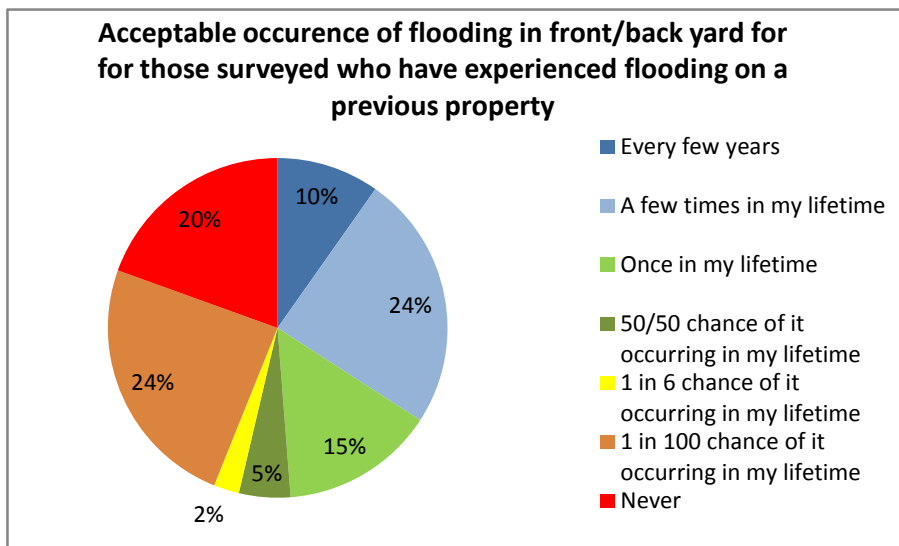 Acceptable occurence of flooding in front/back yard for
for those surveyed who have experienced flooding on a
previous property
10%
24%
15%
5%
2%
24%
20%
Every few years
A few times in my lifetime
Once in my lifetime
50/50 chance of it
occurring in my lifetime
1 in 6 chance of it
occurring in my lifetime
1 in 100 chance of it
occurring in my lifetime
Never